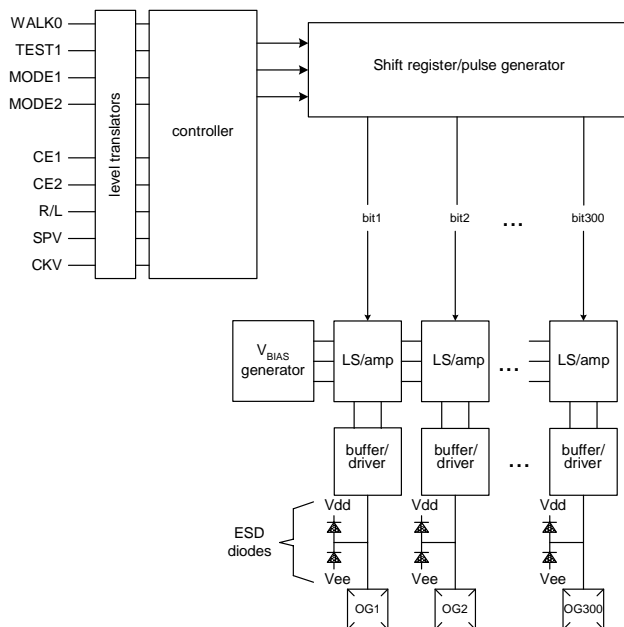 WALK0
TEST1
MODE1
MODE2
CE1
CE2
R/L
SPV
CKV
level translators
controller
Shift register/pulse generator
bit1
bit2
...
bit300
VBIAS
generator
LS/amp
LS/amp
...
LS/amp
buffer/
driver
buffer/
driver
...
buffer/
driver
ESD
diodes
Vdd
Vee
Vdd
Vee
Vdd
Vee
OG1
OG2
OG300